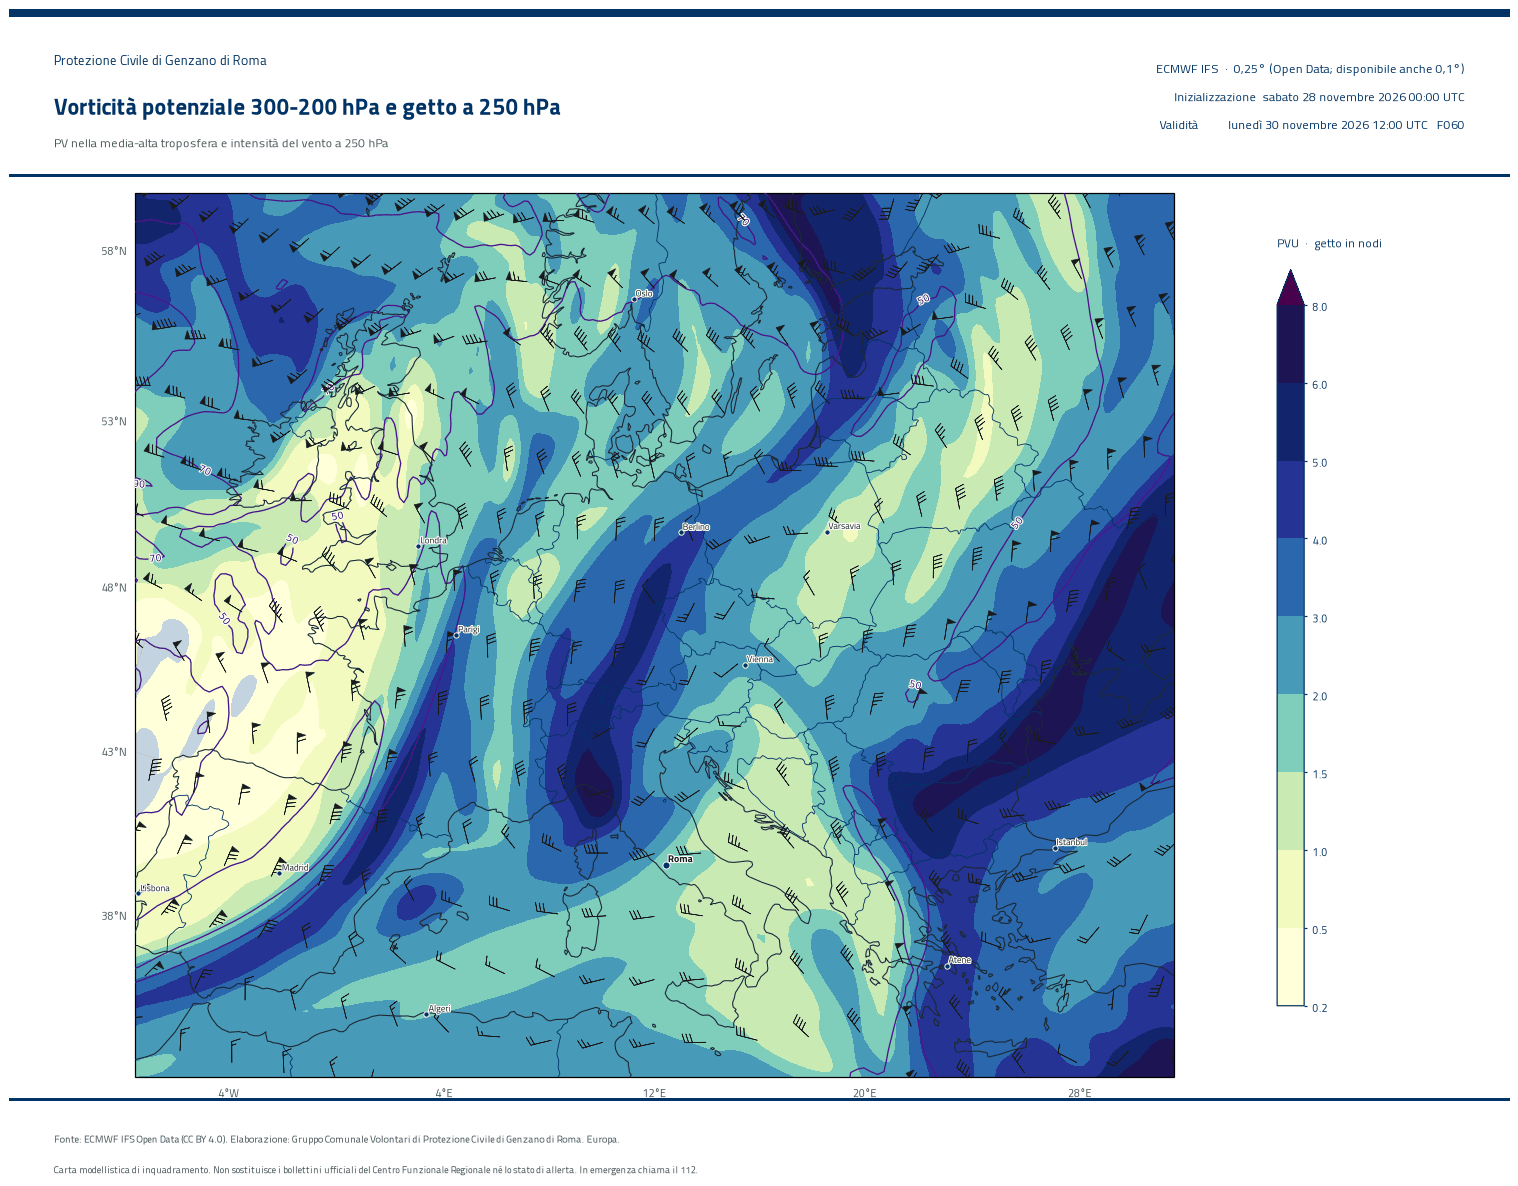 Protezione Civile di Genzano di Roma
Vorticità potenziale 300-200 hPa e getto a 250 hPa
PV nella media-alta troposfera e intensità del vento a 250 hPa
ECMWF IFS · 0,25° (Open Data; disponibile anche 0,1°)
Inizializzazione sabato 28 novembre 2026 00:00 UTC
Validità lunedì 30 novembre 2026 12:00 UTC F060
PVU · getto in nodi
8.0
6.0
5.0
4.0
3.0
2.0
1.5
1.0
0.5
0.2
58°N
53°N
48°N
43°N
38°N
4°W
4°E
12°E
20°E
28°E
70
Oslo
50
70
90
50
50
50
70
Londra
Berlino
Varsavia
50
Parigi
Vienna
50
Roma
Istanbul
Madrid
Lisbona
Atene
Algeri
Fonte: ECMWF IFS Open Data (CC BY 4.0). Elaborazione: Gruppo Comunale Volontari di Protezione Civile di Genzano di Roma. Europa.
Carta modellistica di inquadramento. Non sostituisce i bollettini ufficiali del Centro Funzionale Regionale né lo stato di allerta. In emergenza chiama il 112.